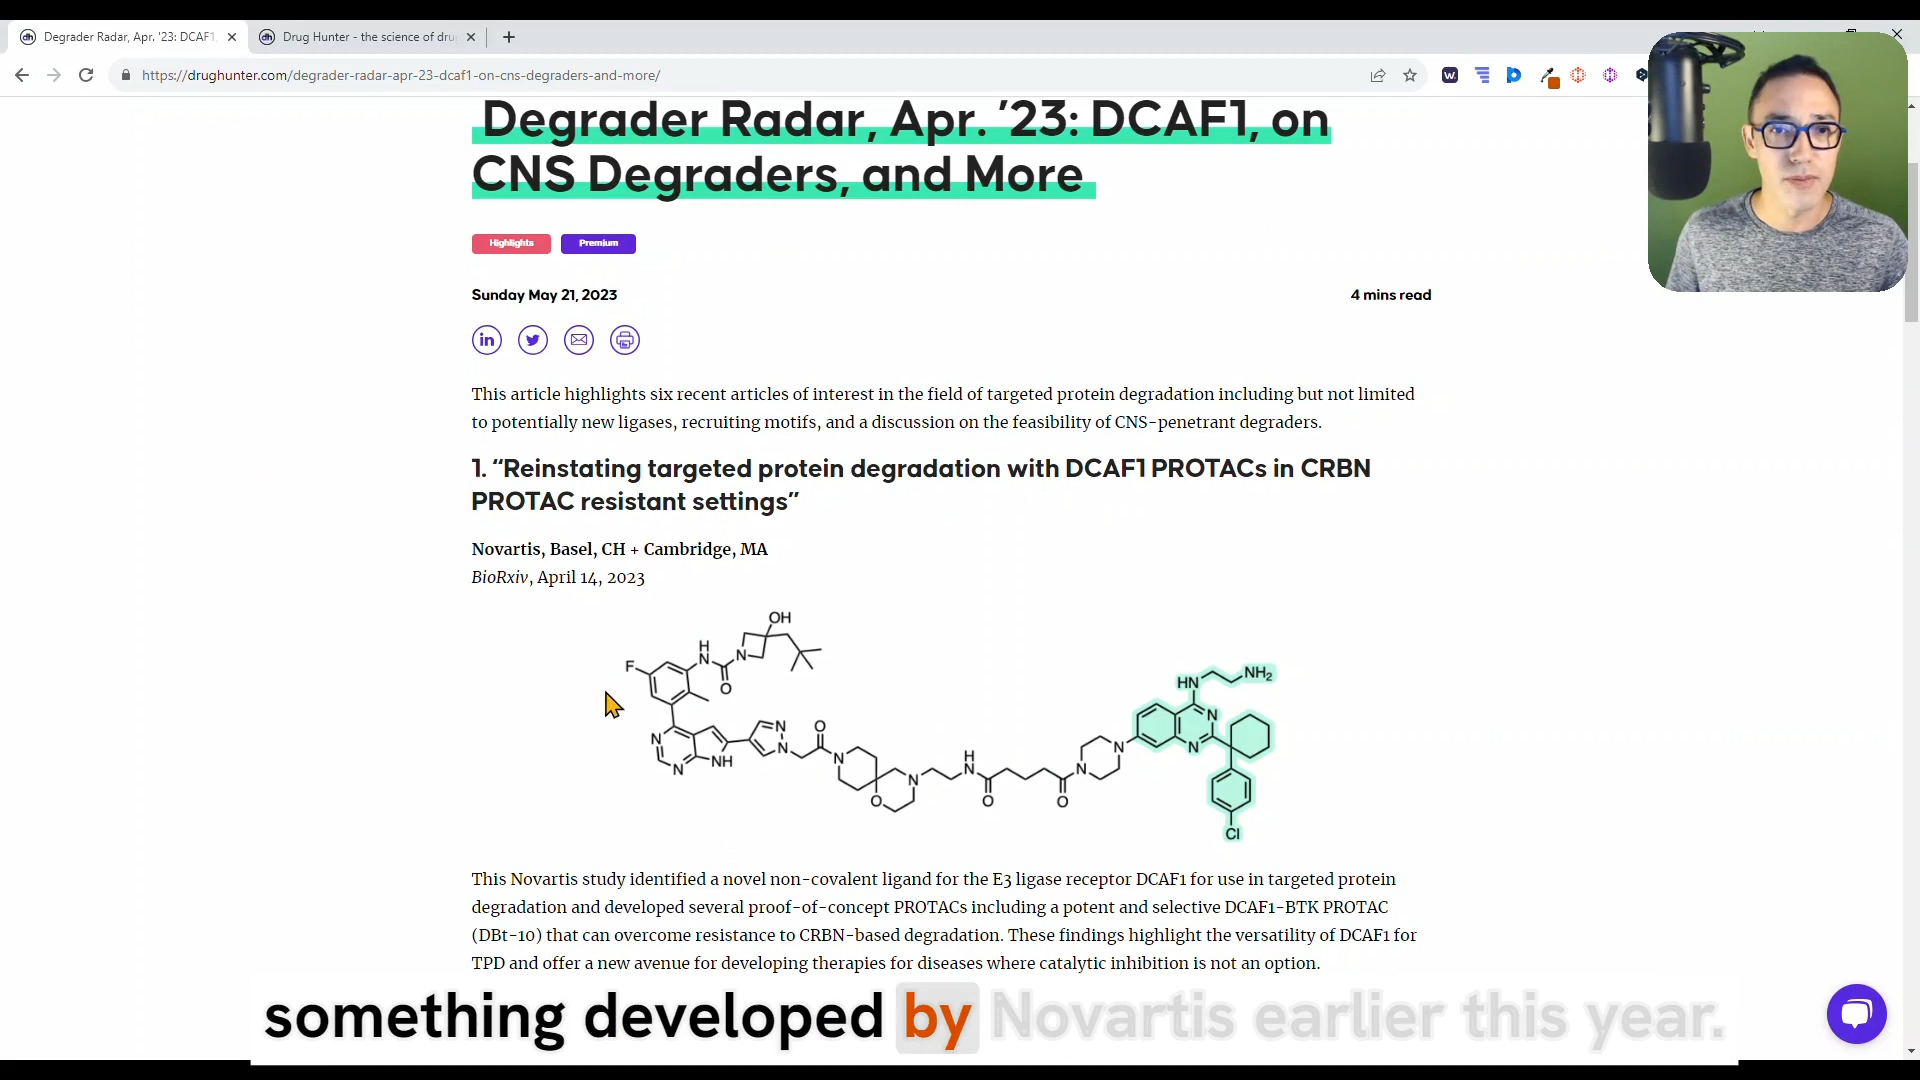 Degrader Radar, Apr. '23: DCAF1,
Drug Hunter - the science of dru
https://drughunter.com/degrader-radar-apr-23-dcaf1-on-cns-degraders-and-more/
Degrader Radar, Apr. ’23: DCAF1, on
CNS Degraders, and More
Highlights
Premium
Sunday May 21, 2023
4 mins read
This article highlights six recent articles of interest in the field of targeted protein degradation including but not limited
to potentially new ligases, recruiting motifs, and a discussion on the feasibility of CNS-penetrant degraders.
1. “Reinstating targeted protein degradation with DCAF1 PROTACs in CRBN
PROTAC resistant settings”
Novartis, Basel, CH + Cambridge, MA
BioRxiv, April 14, 2023
OH
H
N
N
F
O
HN
NH2
N
N
N
N
NH
N
N
O
N
O
N
H
N
O
O
N
N
Cl
This Novartis study identified a novel non-covalent ligand for the E3 ligase receptor DCAF1 for use in targeted protein
degradation and developed several proof-of-concept PROTACs including a potent and selective DCAF1-BTK PROTAC
(DBt-10) that can overcome resistance to CRBN-based degradation. These findings highlight the versatility of DCAF1 for
TPD and offer a new avenue for developing therapies for diseases where catalytic inhibition is not an option.
something developed by Novartis earlier this year.